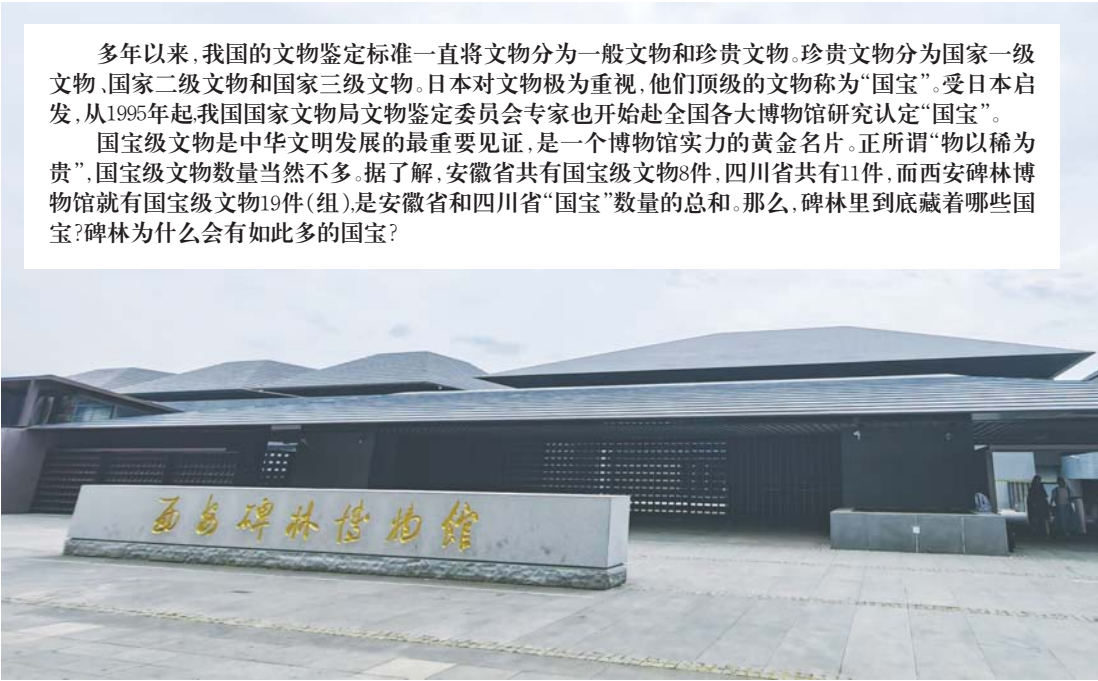 多年以来,我国的文物鉴定标准一直将文物分为一般文物和珍贵文物。珍贵文物分为国家一级
文物、国家二级文物和国家三级文物。日本对文物极为重视,他们顶级的文物称为“国宝”。受日本启
发,从1995年起,我国国家文物局文物鉴定委员会专家也开始赴全国各大博物馆研究认定“国宝”。
国宝级文物是中华文明发展的最重要见证,是一个博物馆实力的黄金名片。正所谓“物以稀为
贵”,国宝级文物数量当然不多。据了解,安徽省共有国宝级文物8件,四川省共有11件,而西安碑林博
物馆就有国宝级文物19件(组),是安徽省和四川省“国宝”数量的总和。那么,碑林里到底藏着哪些国
宝?碑林为什么会有如此多的国宝?
西安碑林博物馆